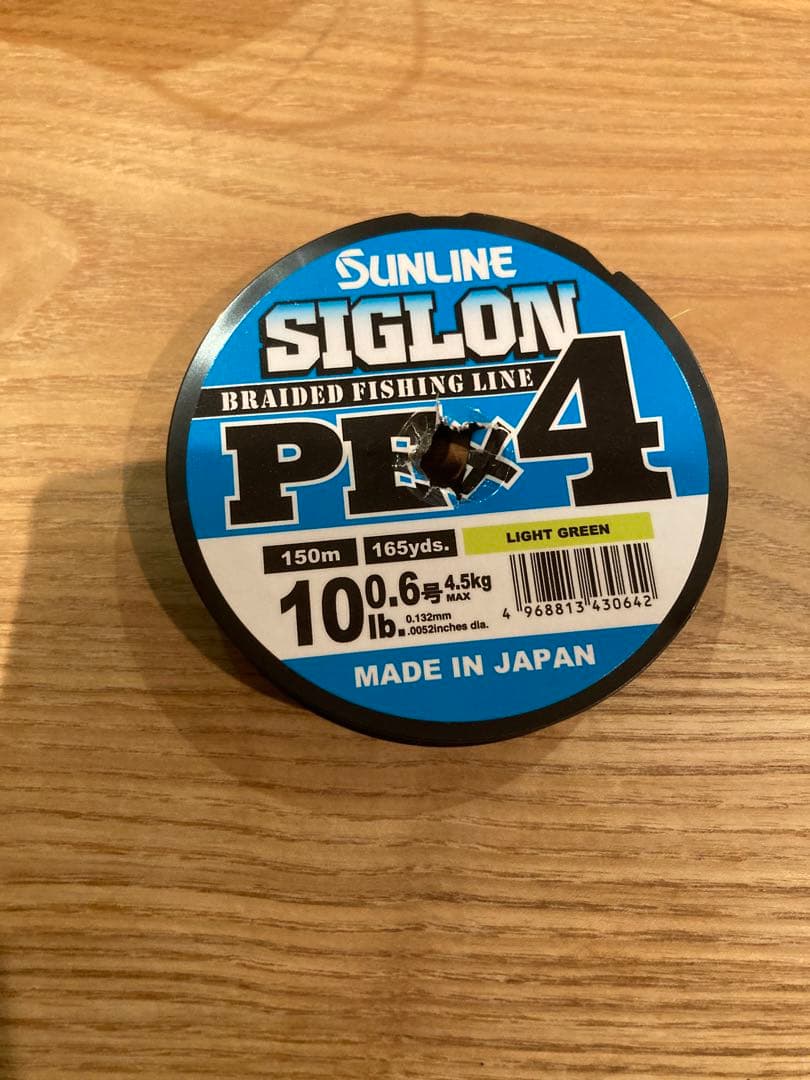 SUNLINE
SIGLON
BRAIDED FISHING LINE
PE×4
150m 165yds. LIGHT GREEN
10lb. 0.6号 4.5kg MAX
0.132mm
.0052inches dia.
4 968813 430642
MADE IN JAPAN